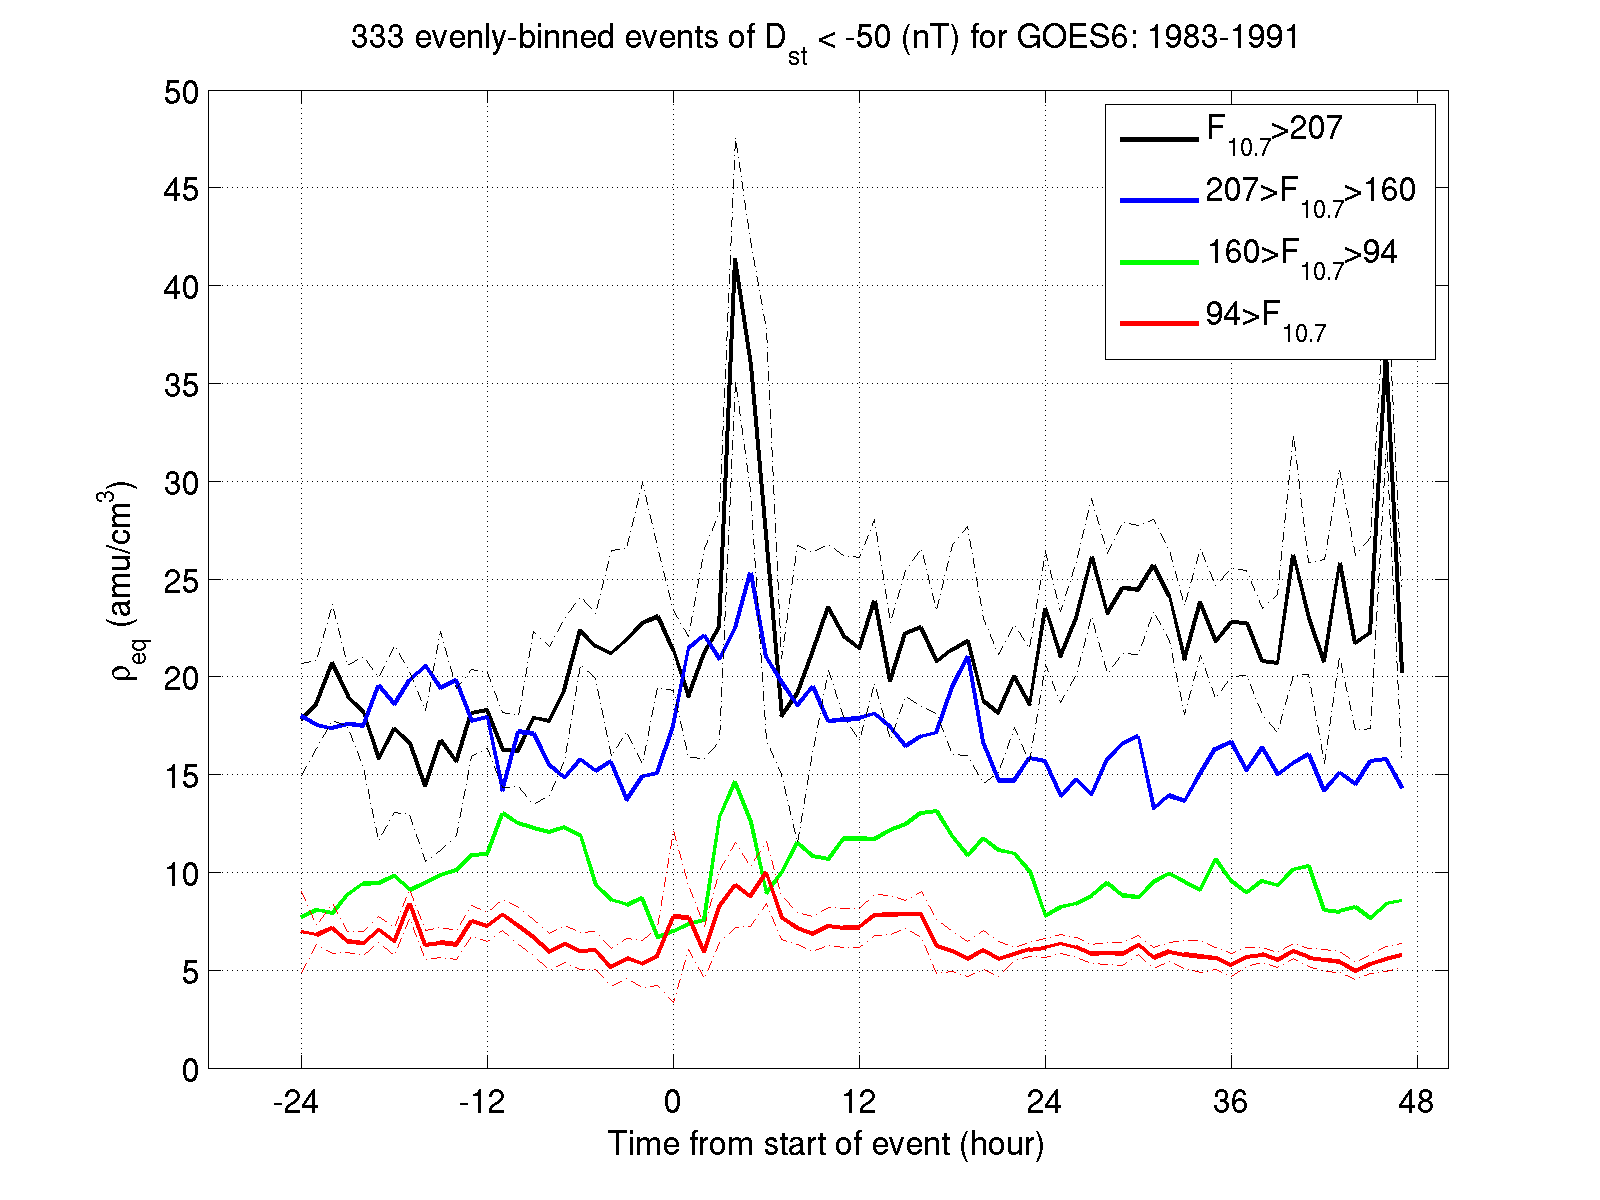 333 evenly-binned events of D_st < -50 (nT) for GOES6: 1983-1991
50
45
40
35
30
25
20
15
10
5
0
ρ_eq (amu/cm^3)
F_10.7>207
207>F_10.7>160
160>F_10.7>94
94>F_10.7
-24 -12 0 12 24 36 48
Time from start of event (hour)